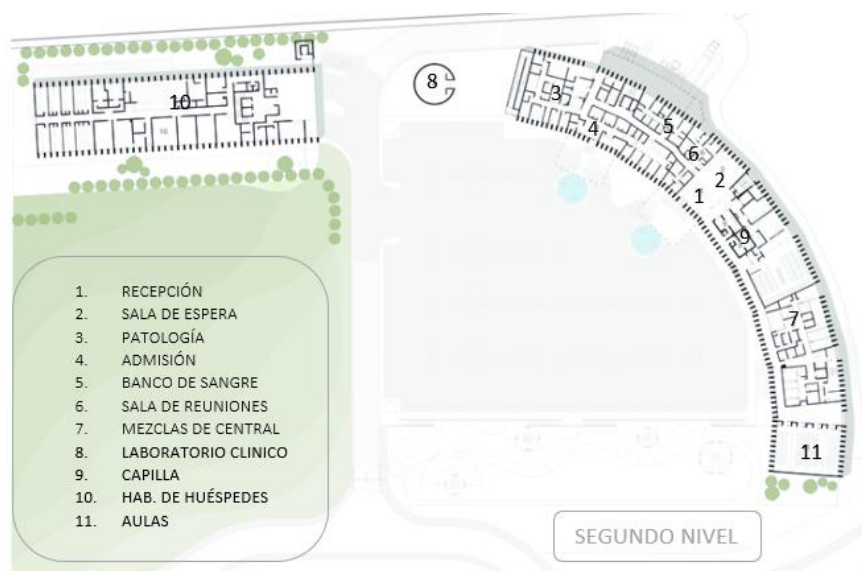 10
8
3
4
5
6
2
1
9
7
11
1. RECEPCIÓN
2. SALA DE ESPERA
3. PATOLOGÍA
4. ADMISIÓN
5. BANCO DE SANGRE
6. SALA DE REUNIONES
7. MEZCLAS DE CENTRAL
8. LABORATORIO CLINICO
9. CAPILLA
10. HAB. DE HUÉSPEDES
11. AULAS
SEGUNDO NIVEL